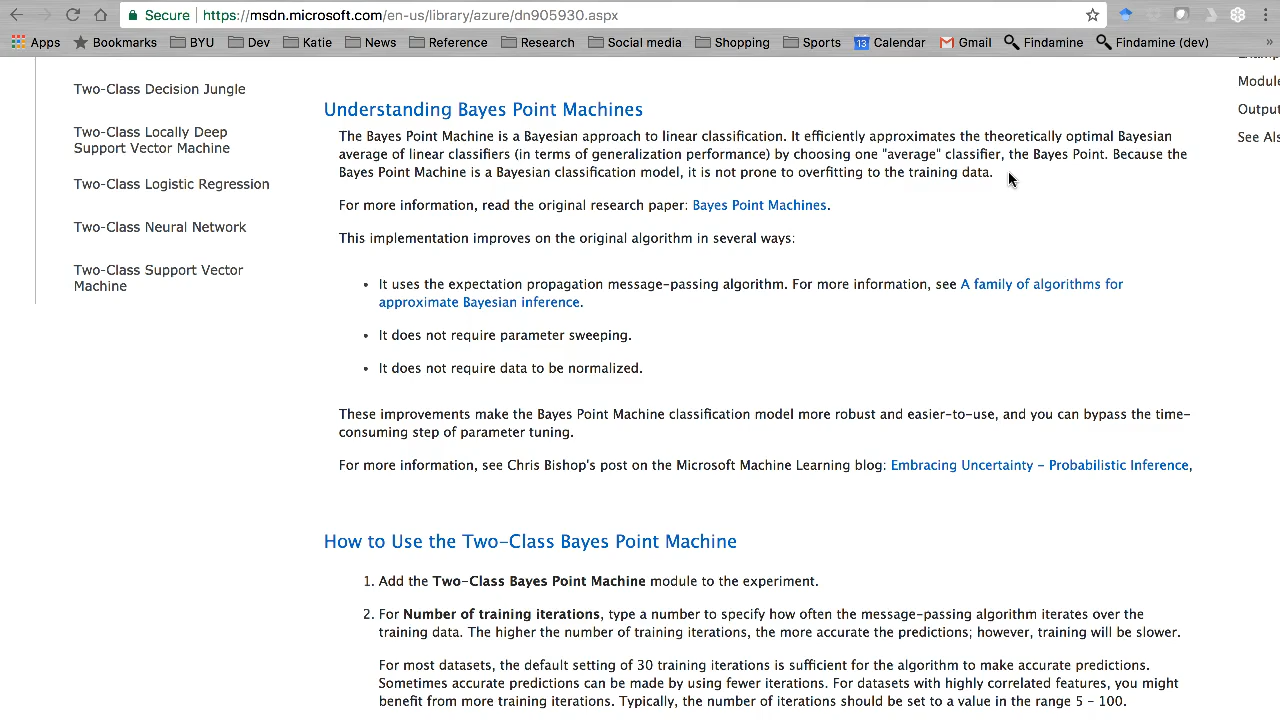 Secure https://msdn.microsoft.com/en-us/library/azure/dn905930.aspx
Apps Bookmarks BYU Dev Katie News Reference Research Social media Shopping Sports 13 Calendar Gmail Findamine Findamine (dev) »
Two-Class Decision Jungle
Two-Class Locally Deep
Support Vector Machine
Two-Class Logistic Regression
Two-Class Neural Network
Two-Class Support Vector
Machine
Understanding Bayes Point Machines
The Bayes Point Machine is a Bayesian approach to linear classification. It efficiently approximates the theoretically optimal Bayesian
average of linear classifiers (in terms of generalization performance) by choosing one "average" classifier, the Bayes Point. Because the
Bayes Point Machine is a Bayesian classification model, it is not prone to overfitting to the training data.
For more information, read the original research paper: Bayes Point Machines.
This implementation improves on the original algorithm in several ways:
• It uses the expectation propagation message-passing algorithm. For more information, see A family of algorithms for
approximate Bayesian inference.
• It does not require parameter sweeping.
• It does not require data to be normalized.
These improvements make the Bayes Point Machine classification model more robust and easier-to-use, and you can bypass the time-
consuming step of parameter tuning.
For more information, see Chris Bishop's post on the Microsoft Machine Learning blog: Embracing Uncertainty - Probabilistic Inference,
How to Use the Two-Class Bayes Point Machine
1. Add the Two-Class Bayes Point Machine module to the experiment.
2. For Number of training iterations, type a number to specify how often the message-passing algorithm iterates over the
training data. The higher the number of training iterations, the more accurate the predictions; however, training will be slower.
For most datasets, the default setting of 30 training iterations is sufficient for the algorithm to make accurate predictions.
Sometimes accurate predictions can be made by using fewer iterations. For datasets with highly correlated features, you might
benefit from more training iterations. Typically, the number of iterations should be set to a value in the range 5 - 100.
Module
Output
See Als